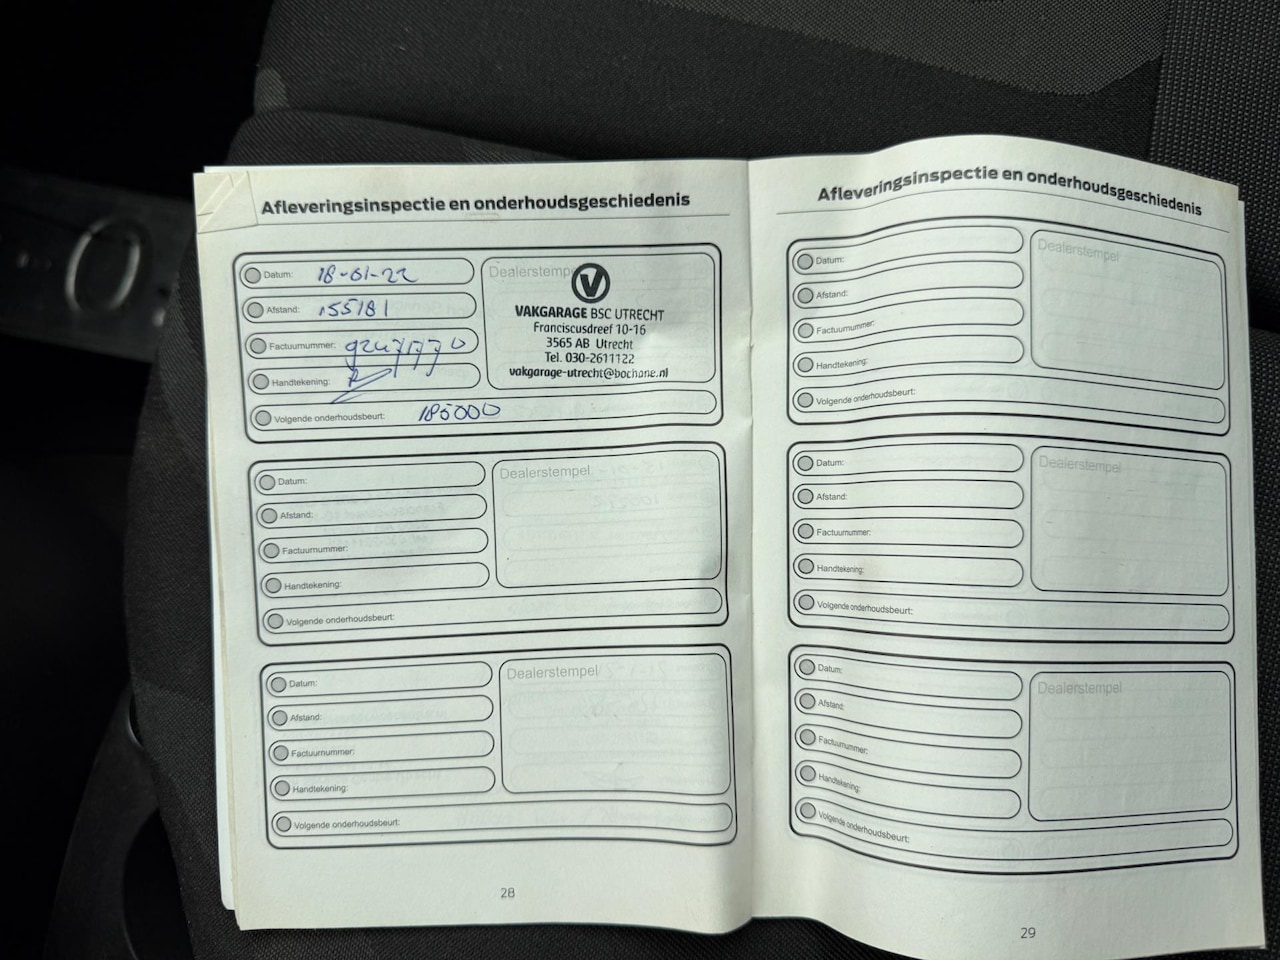 Afleveringsinspectie en onderhoudsgeschiedenis
Datum: 18-01-22
Afstand: 155181
Factuurnummer:
Handtekening:
Volgende onderhoudsbeurt: 185000
Dealerstempel
V
VAKGARAGE BSC UTRECHT
Franciscusdreef 10-16
3565 AB Utrecht
Tel. 030-2611122
vakgarage-utrecht@bochane.nl
Datum:
Afstand:
Factuurnummer:
Handtekening:
Volgende onderhoudsbeurt:
Dealerstempel
Datum:
Afstand:
Factuurnummer:
Handtekening:
Volgende onderhoudsbeurt:
Dealerstempel
28
Afleveringsinspectie en onderhoudsgeschiedenis
Datum:
Afstand:
Factuurnummer:
Handtekening:
Volgende onderhoudsbeurt:
Dealerstempel
Datum:
Afstand:
Factuurnummer:
Handtekening:
Volgende onderhoudsbeurt:
Dealerstempel
Datum:
Afstand:
Factuurnummer:
Handtekening:
Volgende onderhoudsbeurt:
Dealerstempel
29